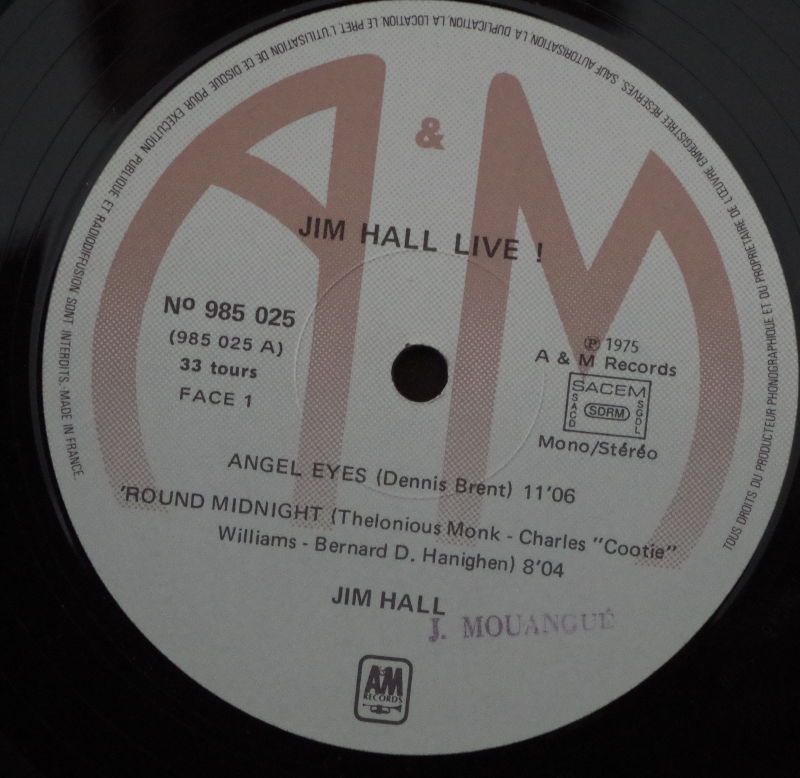 TOUS DROITS DU PRODUCTEUR PHONOGRAPHIQUE ET DU PROPRIETAIRE DE L'ŒUVRE ENREGISTREE RESERVES. SAUF AUTORISATION LA DUPLICATION, LA LOCATION, LE PRET, L'UTILISATION DE CE DISQUE POUR EXECUTION PUBLIQUE ET RADIODIFFUSION SONT INTERDITS. MADE IN FRANCE
A & M
JIM HALL LIVE !
Nº 985 025
(985 025 A)
33 tours
FACE 1
℗ 1975
A & M Records
SACEM
SACD
SDRM
SGDL
Mono/Stéréo
ANGEL EYES (Dennis Brent) 11'06
'ROUND MIDNIGHT (Thelonious Monk - Charles "Cootie"
Williams - Bernard D. Hanighen) 8'04
JIM HALL
J. MOUANGUÉ
A&M
RECORDS